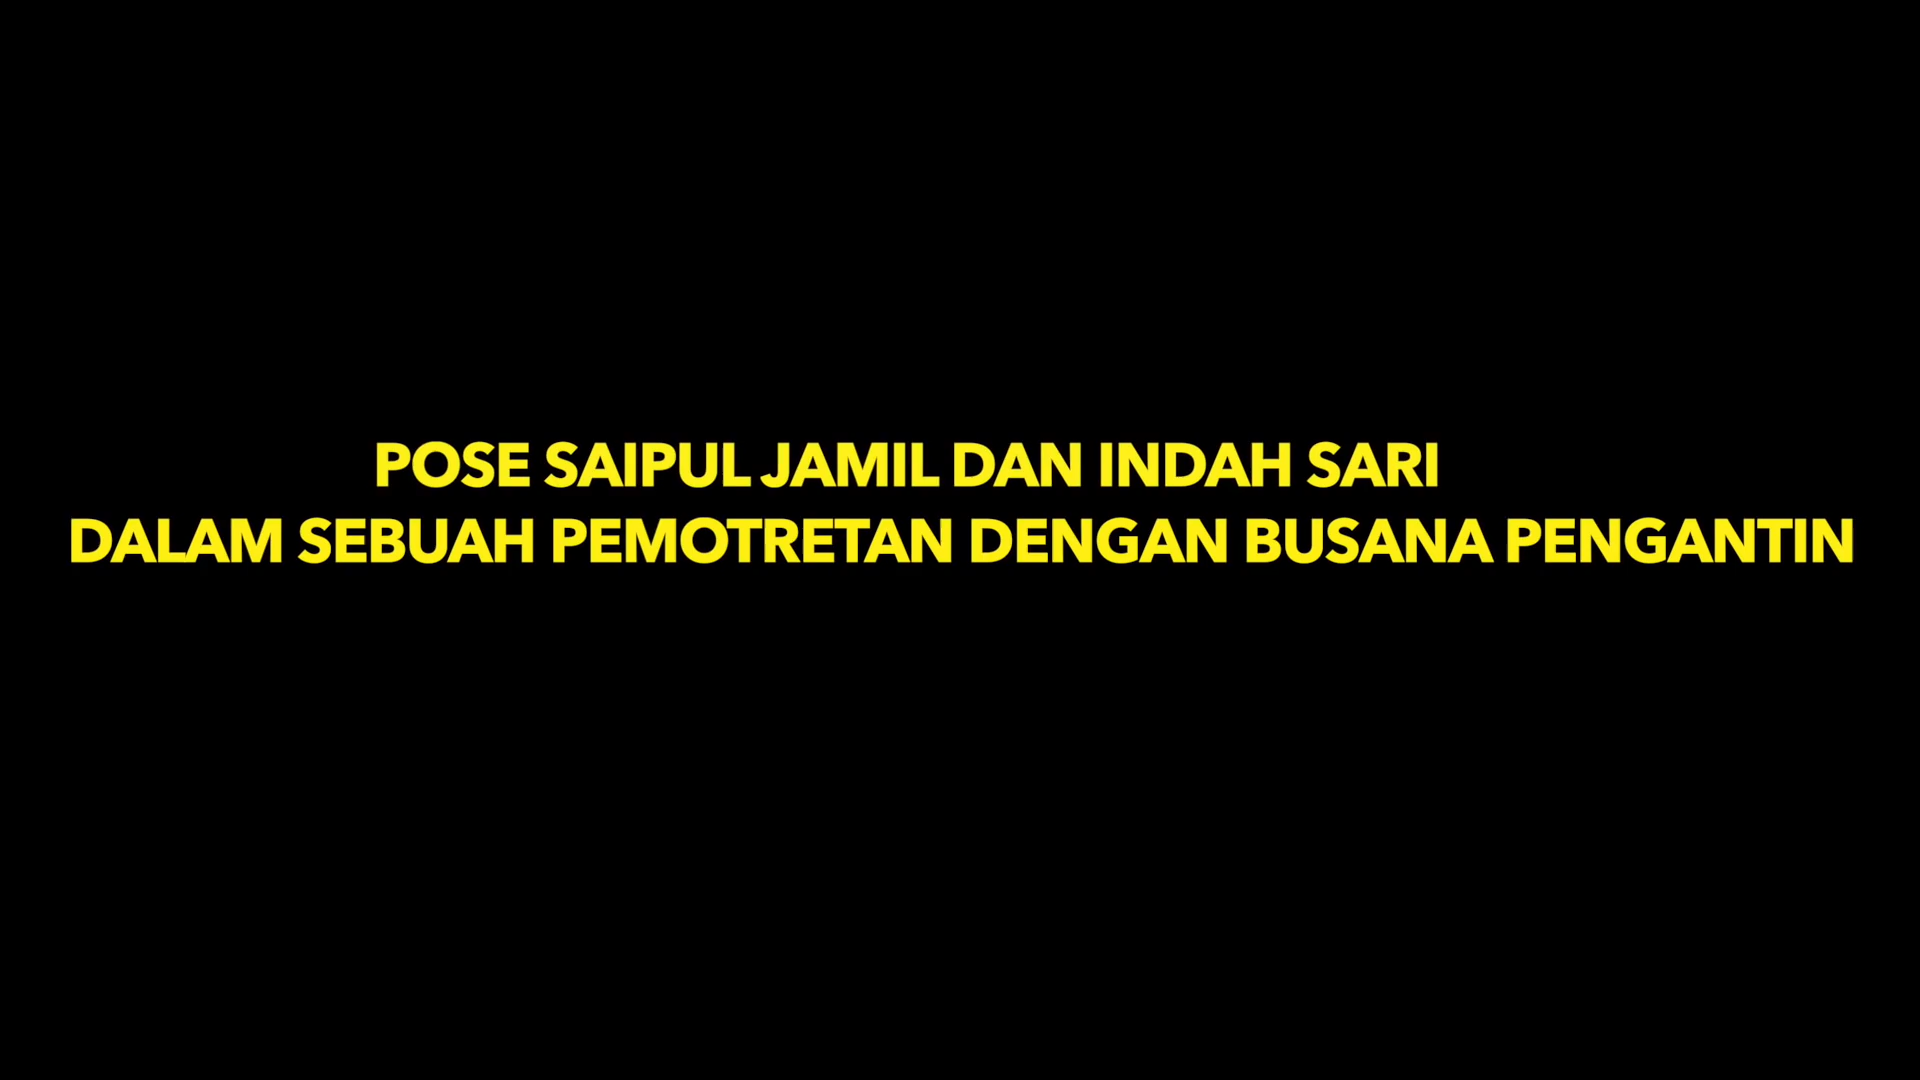 POSE SAIPUL JAMIL DAN INDAH SARI
DALAM SEBUAH PEMOTRETAN DENGAN BUSANA PENGANTIN